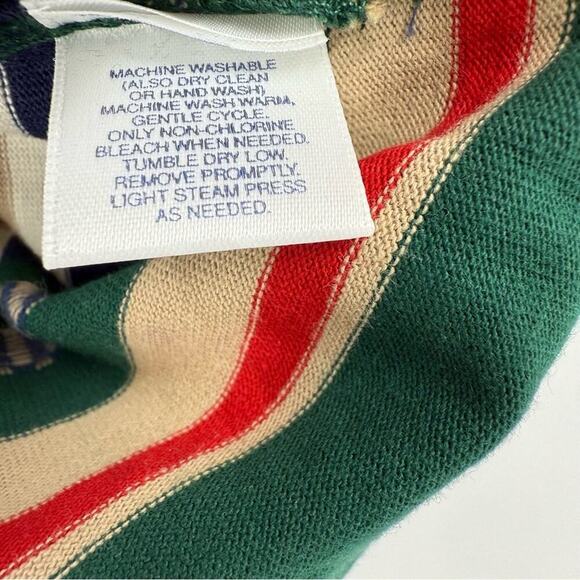 MACHINE WASHABLE
(ALSO DRY CLEAN
OR HAND WASH)
MACHINE WASH WARM,
GENTLE CYCLE.
ONLY NON-CHLORINE
BLEACH WHEN NEEDED.
TUMBLE DRY LOW.
REMOVE PROMPTLY.
LIGHT STEAM PRESS
AS NEEDED.